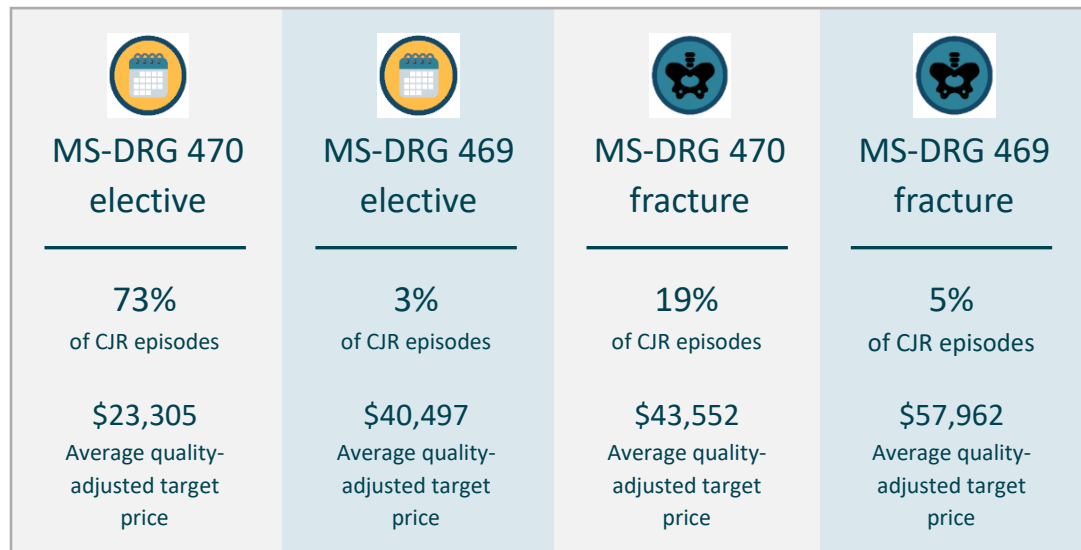 MS-DRG 470
elective
73%
of CJR episodes
$23,305
Average quality-
adjusted target
price
MS-DRG 469
elective
3%
of CJR episodes
$40,497
Average quality-
adjusted target
price
MS-DRG 470
fracture
19%
of CJR episodes
$43,552
Average quality-
adjusted target
price
MS-DRG 469
fracture
5%
of CJR episodes
$57,962
Average quality-
adjusted target
price